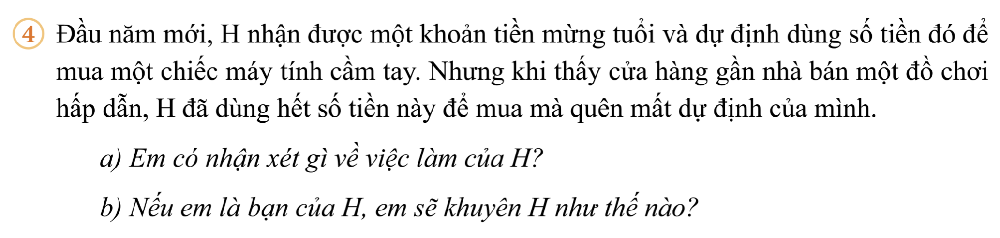 4 Đầu năm mới, H nhận được một khoản tiền mừng tuổi và dự định dùng số tiền đó để
mua một chiếc máy tính cầm tay. Nhưng khi thấy cửa hàng gần nhà bán một đồ chơi
hấp dẫn, H đã dùng hết số tiền này để mua mà quên mất dự định của mình.
a) Em có nhận xét gì về việc làm của H?
b) Nếu em là bạn của H, em sẽ khuyên H như thế nào?